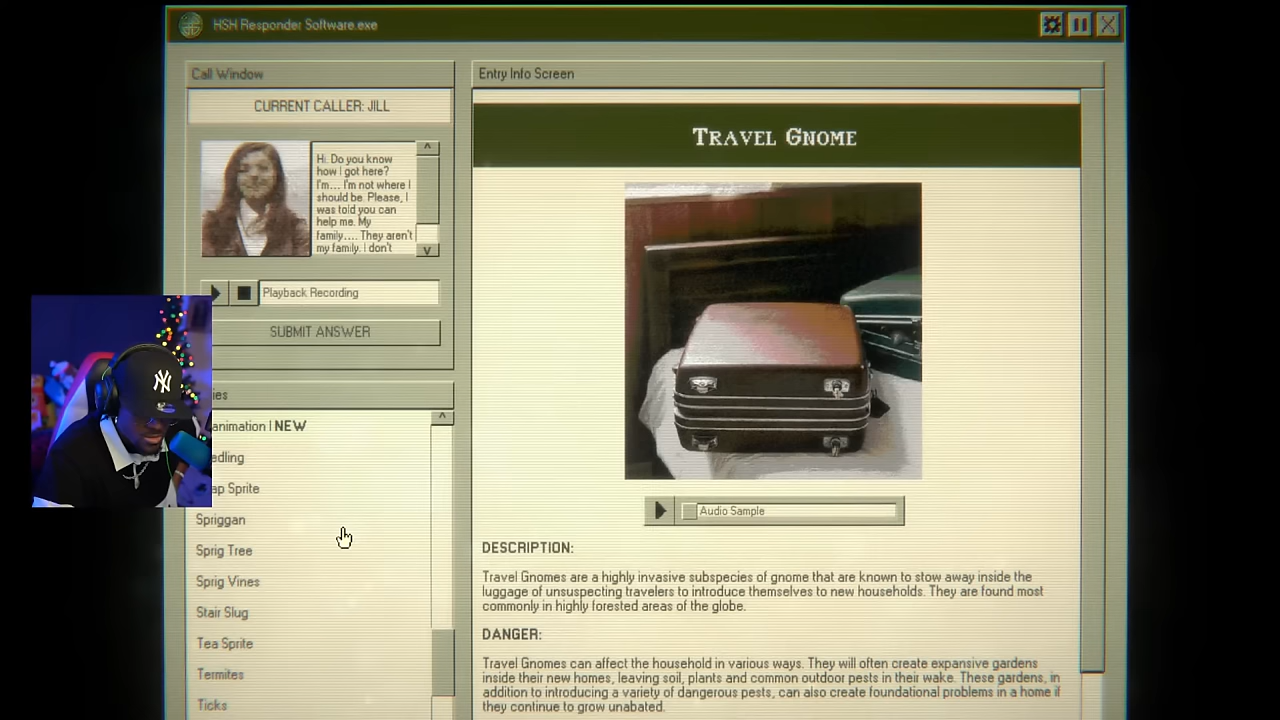 HSH Responder Software.exe
Call Window
CURRENT CALLER: JILL
Hi. Do you know
how I got here?
I'm... I'm not where I
should be. Please, I
was told you can
help me. My
family.... They aren't
my family. I don't
Playback Recording
SUBMIT ANSWER
animation | NEW
Sprite
Spriggan
Sprig Tree
Sprig Vines
Stair Slug
Tea Sprite
Termites
Ticks
Entry Info Screen
Travel Gnome
Audio Sample
DESCRIPTION:
Travel Gnomes are a highly invasive subspecies of gnome that are known to stow away inside the
luggage of unsuspecting travelers to introduce themselves to new households. They are found most
commonly in highly forested areas of the globe.
DANGER:
Travel Gnomes can affect the household in various ways. They will often create expansive gardens
inside their new homes, leaving soil, plants and common outdoor pests in their wake. These gardens, in
addition to introducing a variety of dangerous pests, can also create foundational problems in a home if
they continue to grow unabated.
NY